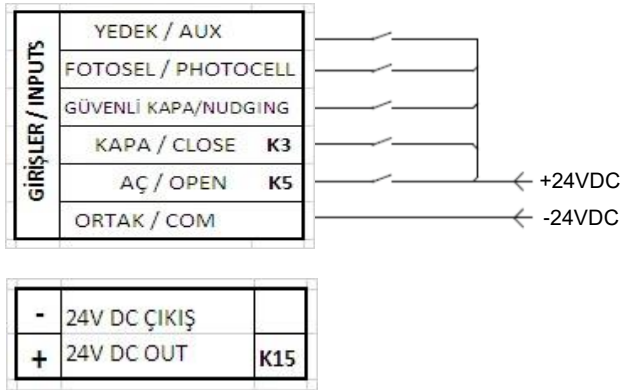 GİRİŞLER / INPUTS
YEDEK / AUX
FOTOSEL / PHOTOCELL
GÜVENLİ KAPA/NUDGING
KAPA / CLOSE K3
AÇ / OPEN K5
ORTAK / COM
+24VDC
-24VDC
- 24V DC ÇIKIŞ
+ 24V DC OUT K15